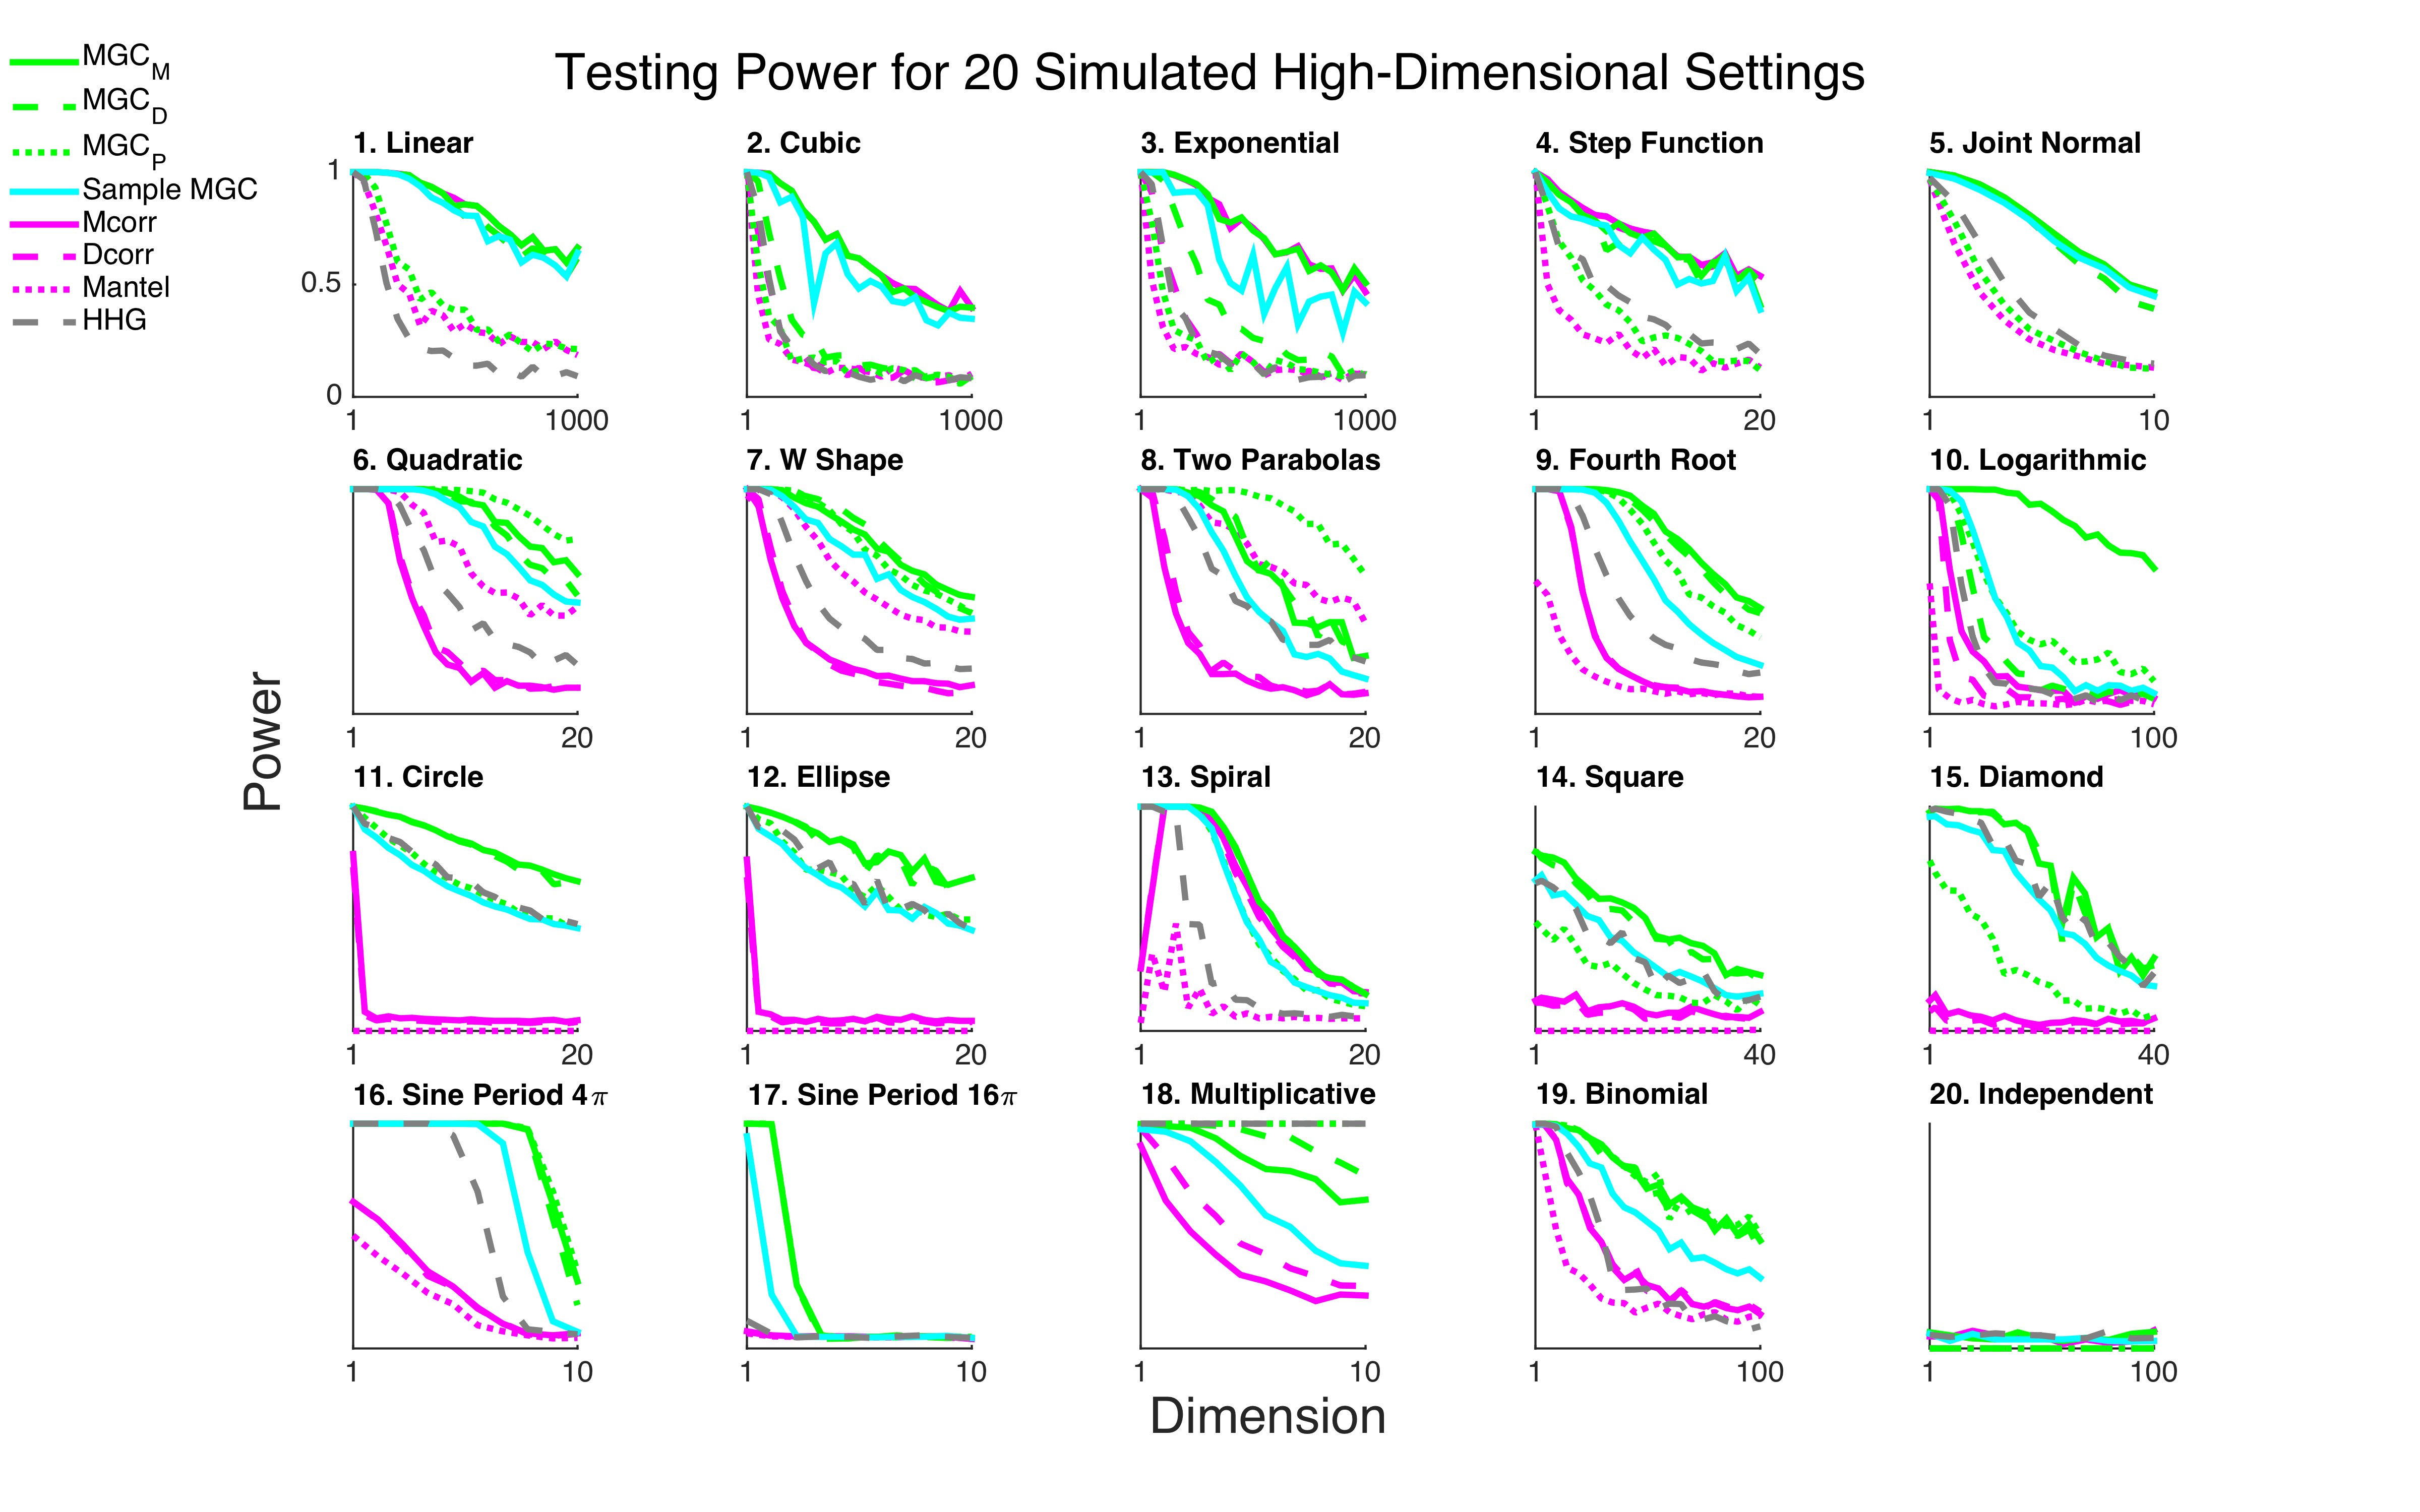 Testing Power for 20 Simulated High-Dimensional Settings
MGC_M
MGC_D
MGC_P
Sample MGC
Mcorr
Dcorr
Mantel
HHG
1. Linear
2. Cubic
3. Exponential
4. Step Function
5. Joint Normal
1
0.5
0
1 1000
1 1000
1 1000
1 20
1 10
6. Quadratic
7. W Shape
8. Two Parabolas
9. Fourth Root
10. Logarithmic
1 20
1 20
1 20
1 20
1 100
Power
11. Circle
12. Ellipse
13. Spiral
14. Square
15. Diamond
1 20
1 20
1 20
1 40
1 40
16. Sine Period 4π
17. Sine Period 16π
18. Multiplicative
19. Binomial
20. Independent
1 10
1 10
1 10
1 100
1 100
Dimension